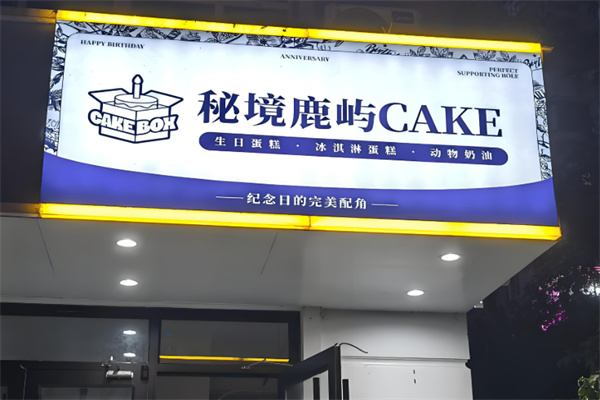 HAPPY BIRTHDAY
ANNIVERSARY
PERFECT
SUPPORTING ROLE
CAKE BOX
秘境鹿屿CAKE
生日蛋糕 · 冰淇淋蛋糕 · 动物奶油
——纪念日的完美配角——